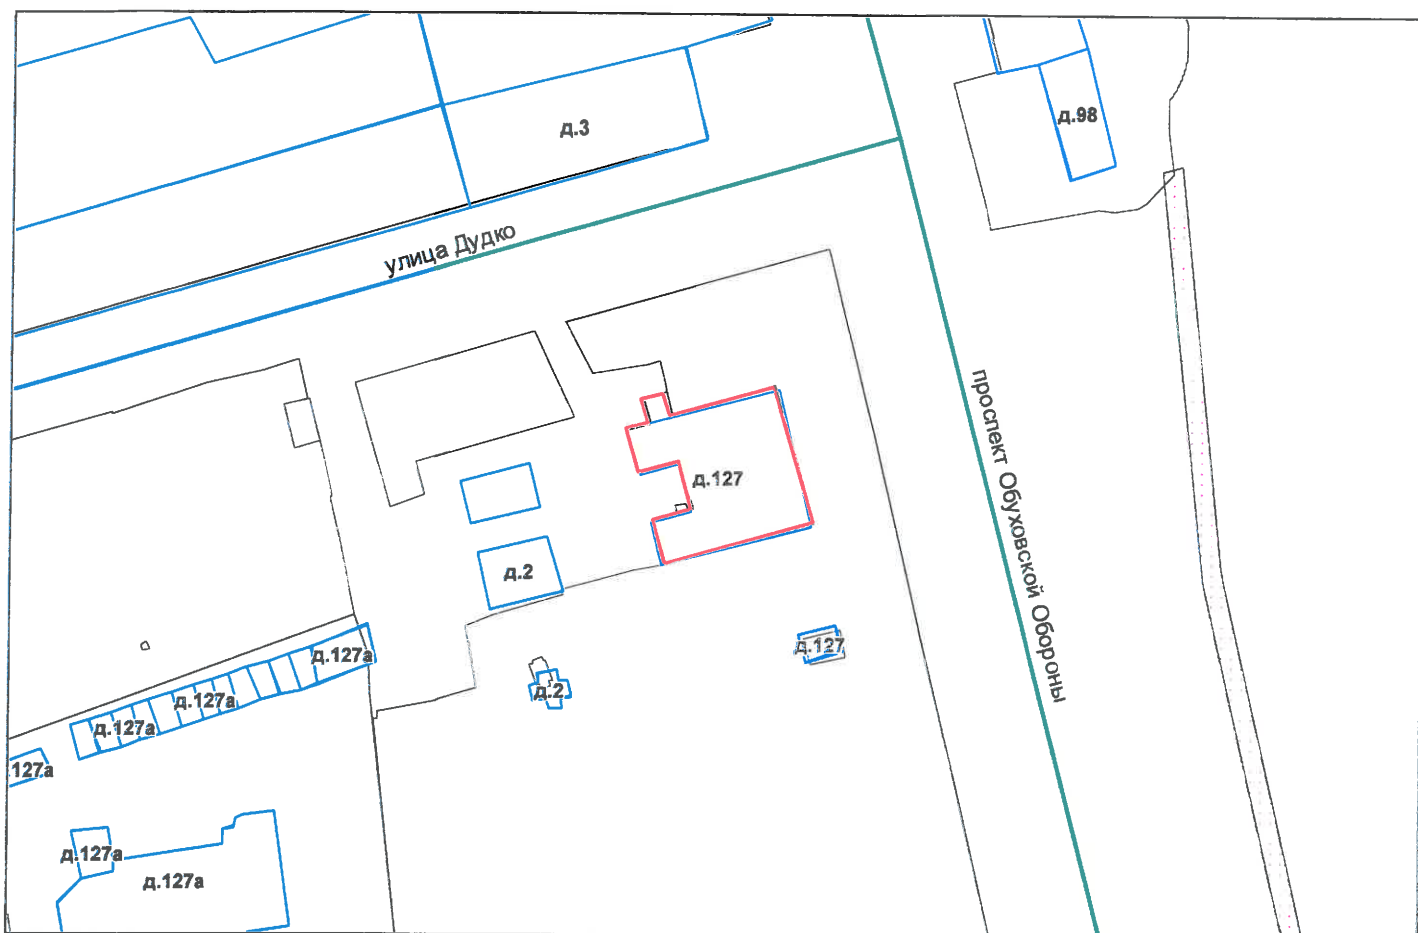 д.98
д.3
улица Дудко
проспект Обуховской Обороны
д.127
д.2
д.127
д.127а
д.2
д.127а
д.127а
127а
д.127а
д.127а